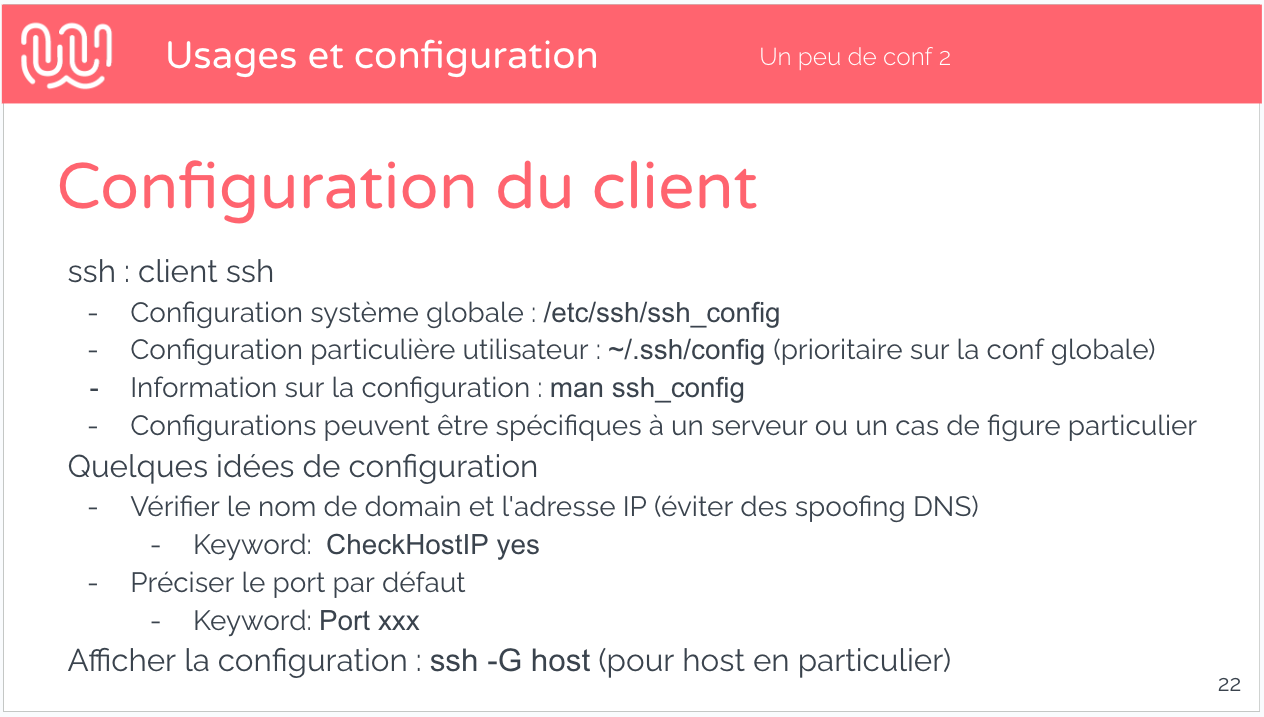 Usages et configuration
Un peu de conf 2
Configuration du client
ssh : client ssh
- Configuration système globale : /etc/ssh/ssh_config
- Configuration particulière utilisateur : ~/.ssh/config (prioritaire sur la conf globale)
- Information sur la configuration : man ssh_config
- Configurations peuvent être spécifiques à un serveur ou un cas de figure particulier
Quelques idées de configuration
- Vérifier le nom de domain et l'adresse IP (éviter des spoofing DNS)
- Keyword: CheckHostIP yes
- Préciser le port par défaut
- Keyword: Port xxx
Afficher la configuration : ssh -G host (pour host en particulier)
22